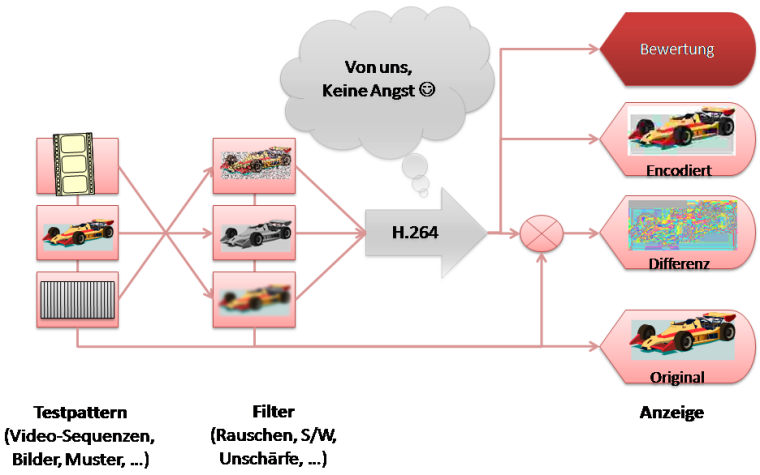 Von uns,
Keine Angst ☺
Bewertung
Encodiert
H.264
Differenz
Original
Testpattern
(Video-Sequenzen,
Bilder, Muster, ...)
Filter
(Rauschen, S/W,
Unschärfe, ...)
Anzeige